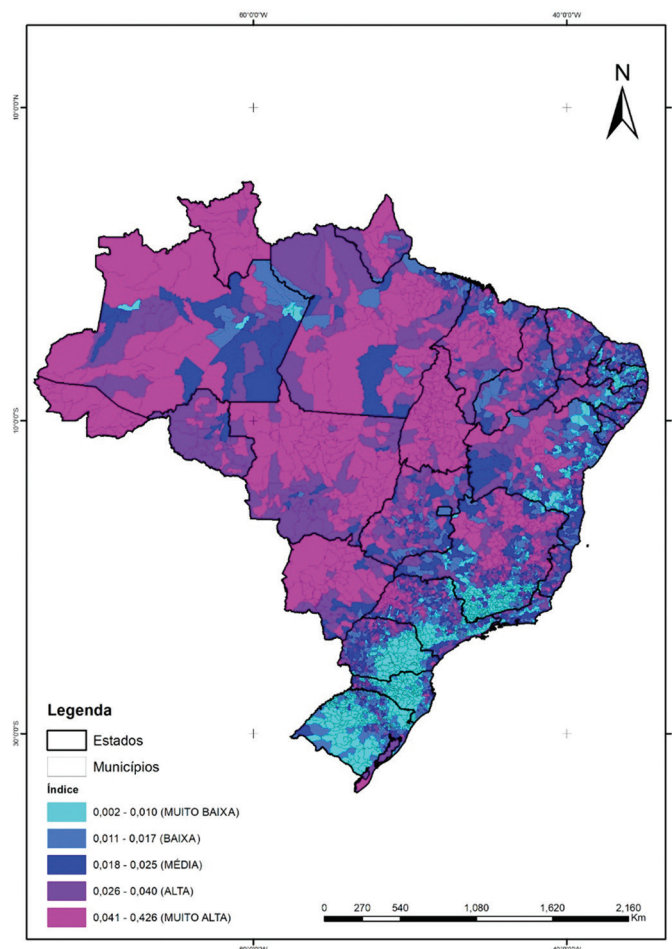 60°0'0"W 40°0'0"W
N
10°0'0"N
10°0'0"S
30°0'0"S
Legenda
Estados
Municípios
Índice
0,002 - 0,010 (MUITO BAIXA)
0,011 - 0,017 (BAIXA)
0,018 - 0,025 (MÉDIA)
0,026 - 0,040 (ALTA)
0,041 - 0,426 (MUITO ALTA)
0 270 540 1,080 1,620 2,160
Km